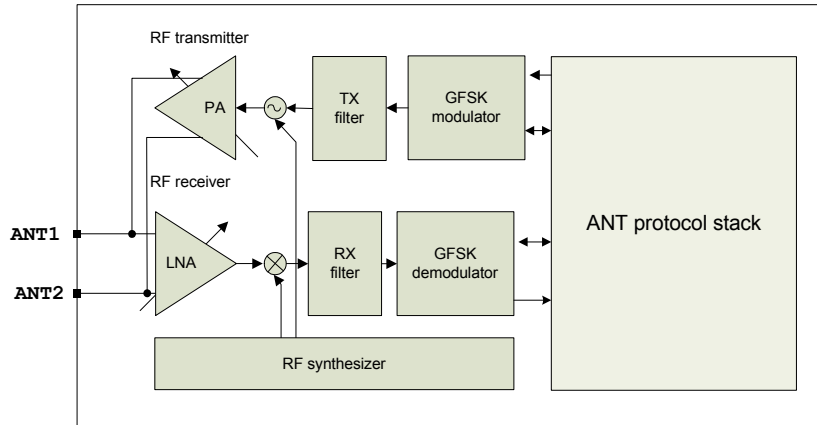 RF transmitter
PA
TX
filter
GFSK
modulator
RF receiver
ANT1
ANT2
LNA
RX
filter
GFSK
demodulator
ANT protocol stack
RF synthesizer